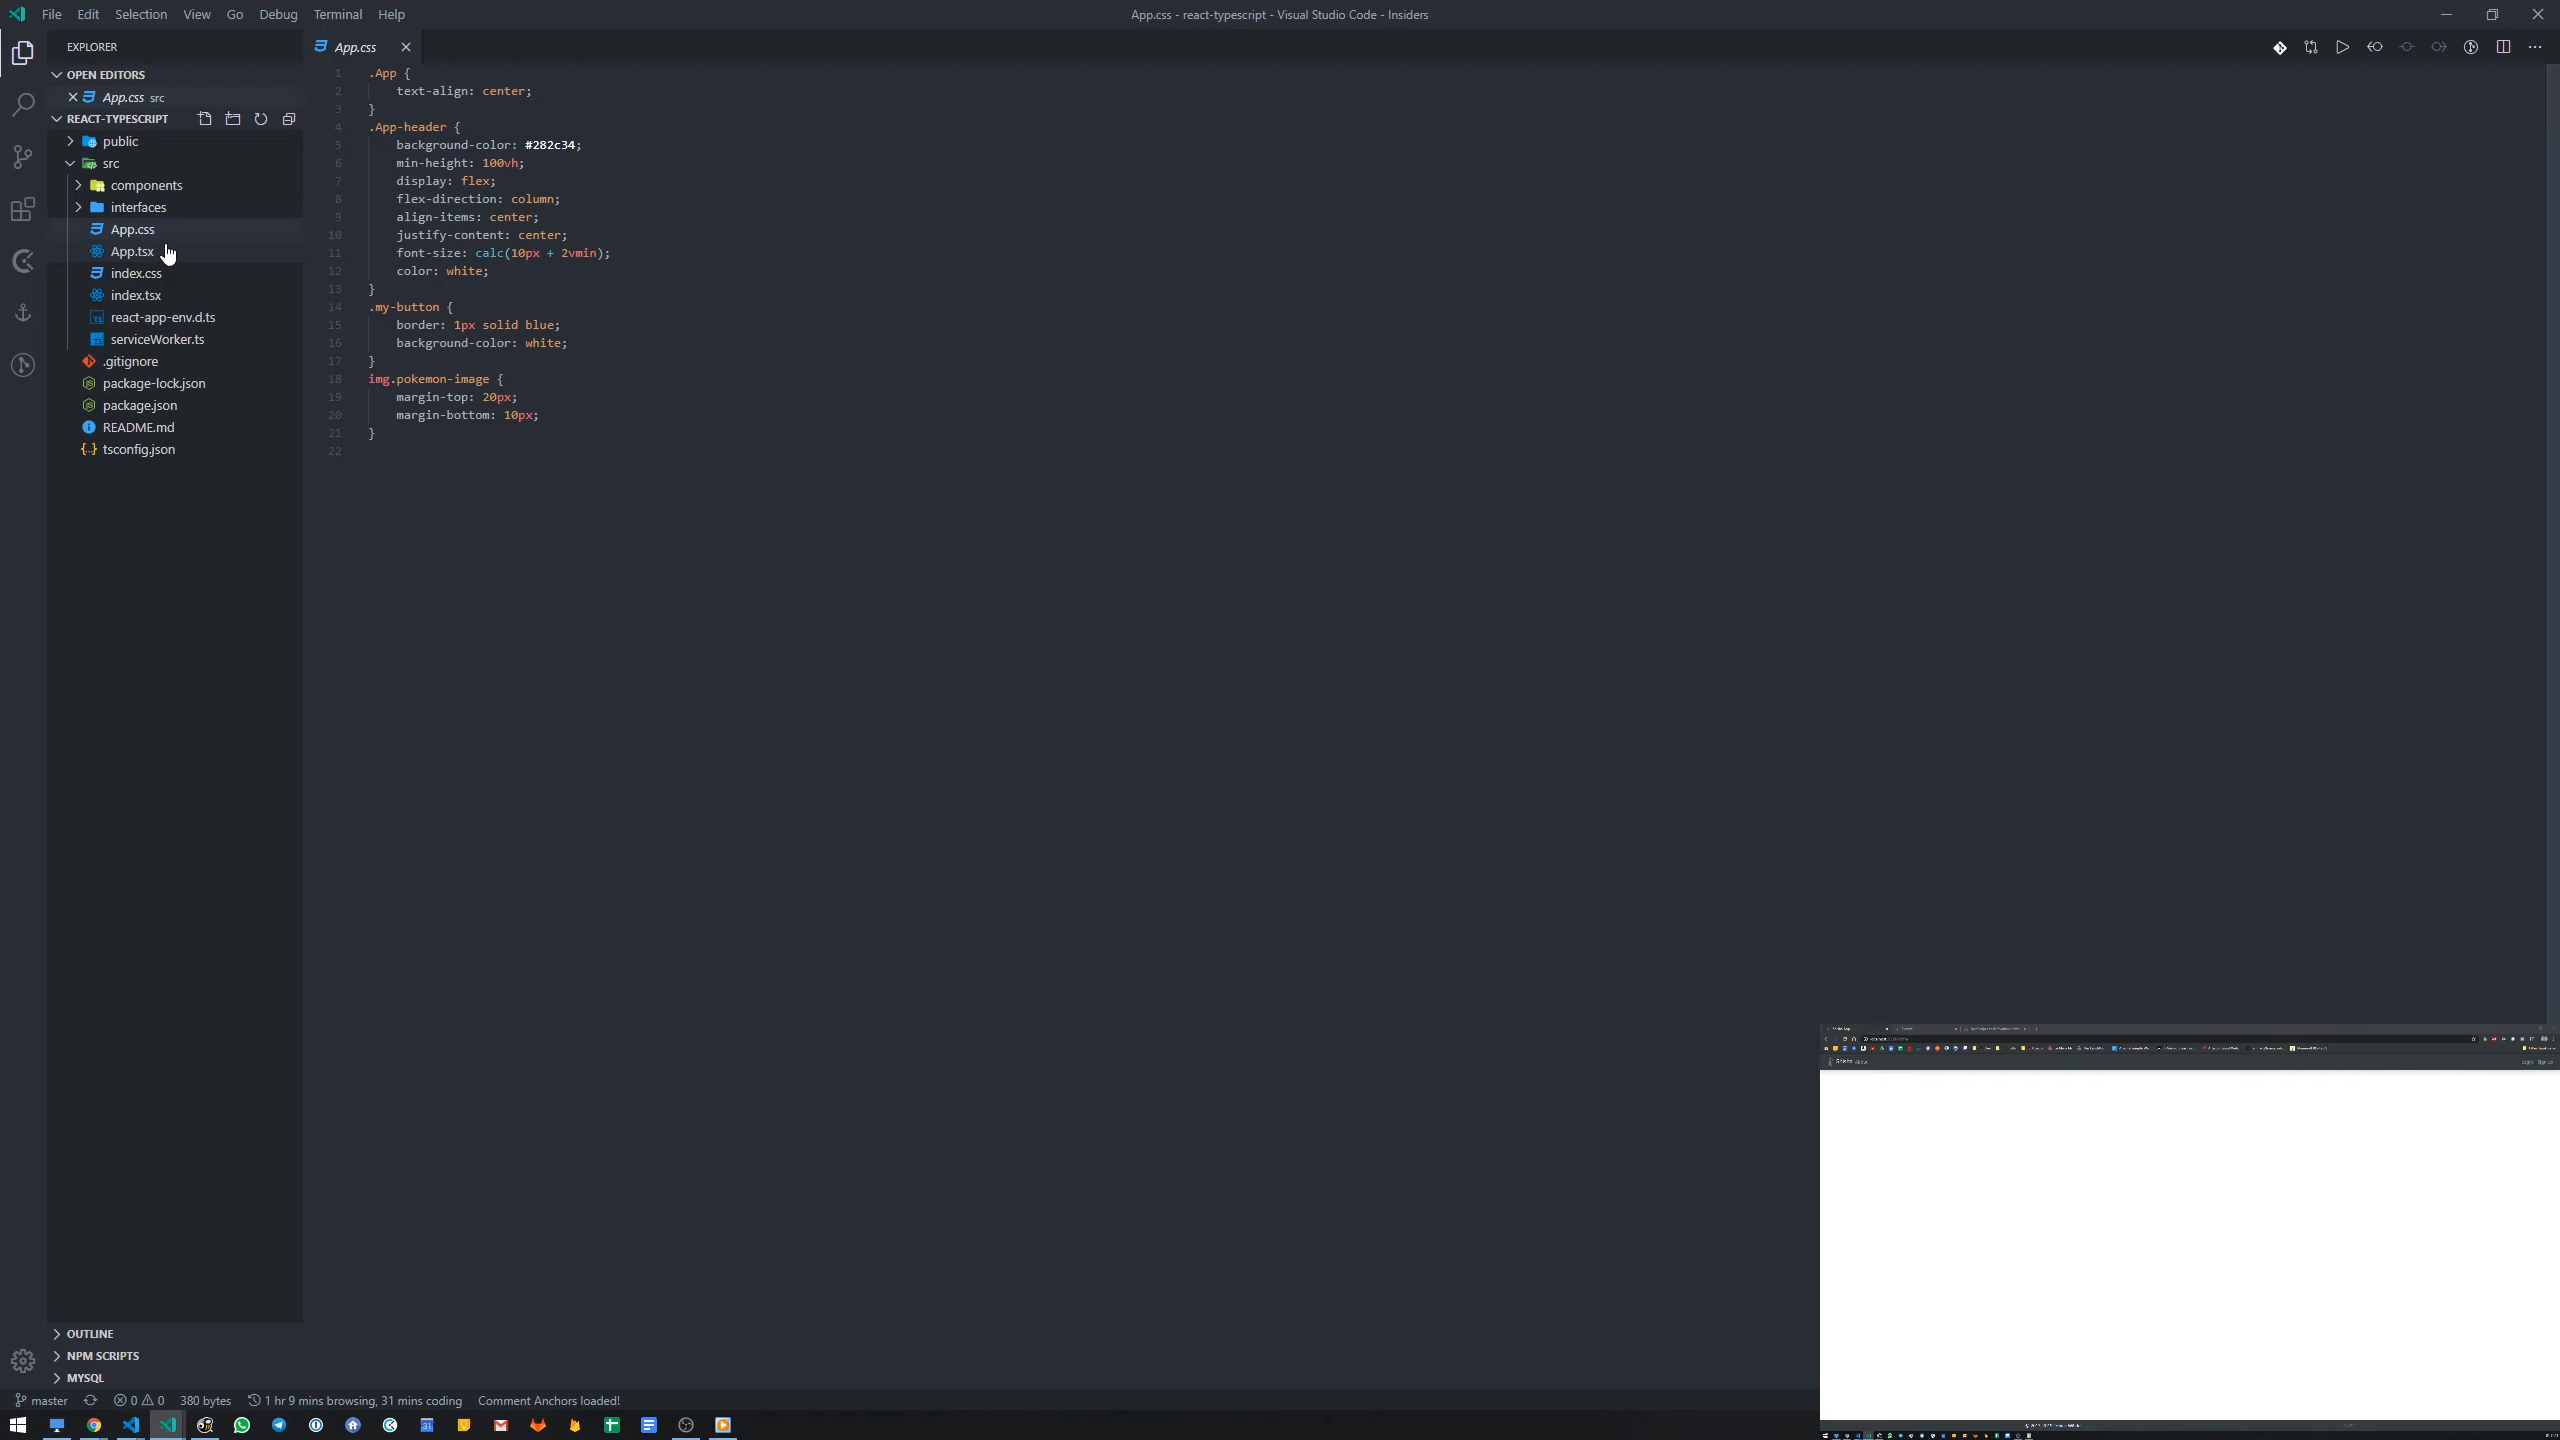 File Edit Selection View Go Debug Terminal Help
App.css - react-typescript - Visual Studio Code - Insiders
EXPLORER
App.css
OPEN EDITORS
App.css src
REACT-TYPESCRIPT
public
src
components
interfaces
App.css
App.tsx
index.css
index.tsx
react-app-env.d.ts
serviceWorker.ts
.gitignore
package-lock.json
package.json
README.md
tsconfig.json
1 .App {
2 text-align: center;
3 }
4 .App-header {
5 background-color: #282c34;
6 min-height: 100vh;
7 display: flex;
8 flex-direction: column;
9 align-items: center;
10 justify-content: center;
11 font-size: calc(10px + 2vmin);
12 color: white;
13 }
14 .my-button {
15 border: 1px solid blue;
16 background-color: white;
17 }
18 img.pokemon-image {
19 margin-top: 20px;
20 margin-bottom: 10px;
21 }
22
OUTLINE
NPM SCRIPTS
MYSQL
master 0 0 380 bytes 1 hr 9 mins browsing, 31 mins coding Comment Anchors loaded!